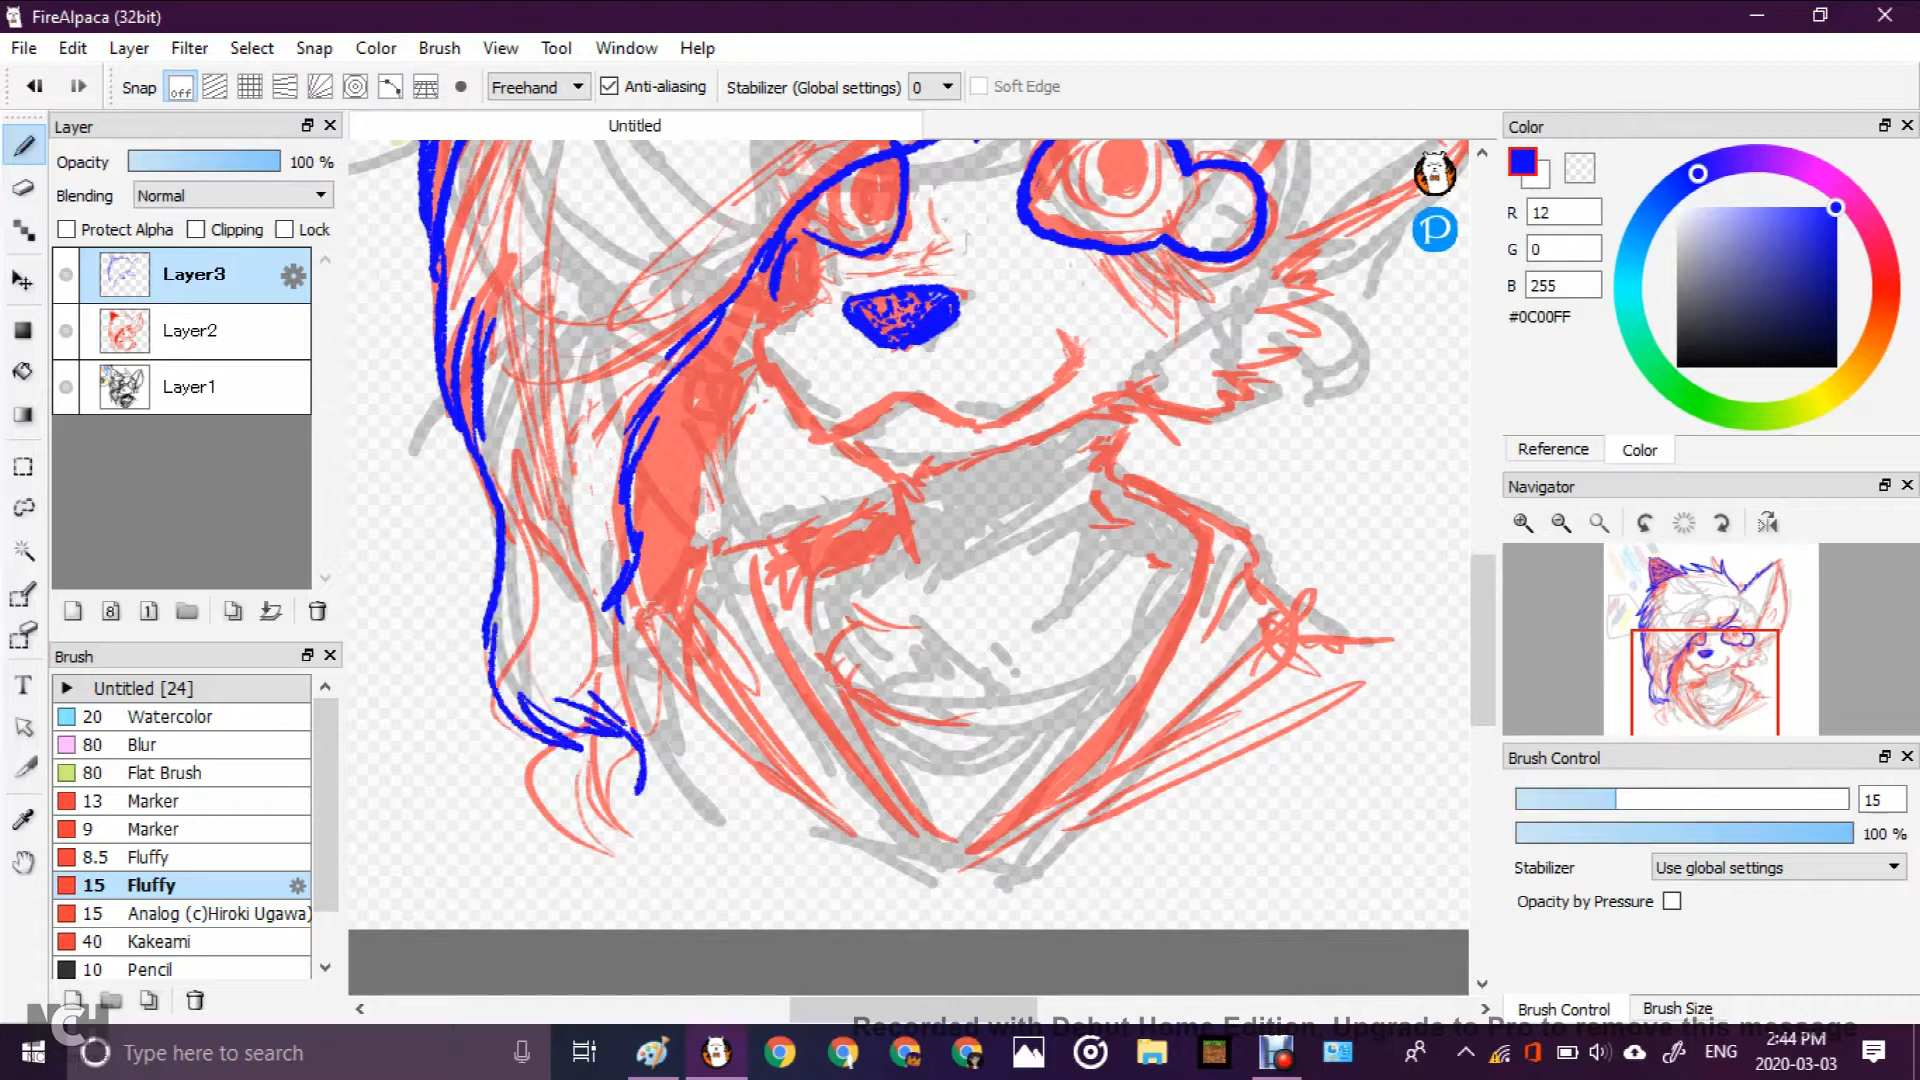 FireAlpaca (32bit)
File Edit Layer Filter Select Snap Color Brush View Tool Window Help
Snap off Freehand Anti-aliasing Stabilizer (Global settings) 0 Soft Edge
Layer
Opacity 100 %
Blending Normal
Protect Alpha Clipping Lock
Layer3
Layer2
Layer1
8 1
Brush
Untitled [24]
20 Watercolor
80 Blur
80 Flat Brush
13 Marker
9 Marker
8.5 Fluffy
15 Fluffy
15 Analog (c)Hiroki Ugawa)
40 Kakeami
10 Pencil
Untitled
P
Color
R 12
G 0
B 255
#0C00FF
Reference Color
Navigator
Brush Control
15
100 %
Stabilizer Use global settings
Opacity by Pressure
Brush Control Brush Size
NCH
Recorded with Debut Home Edition. Upgrade to Pro to remove this message
Type here to search
ENG
2:44 PM
2020-03-03
T